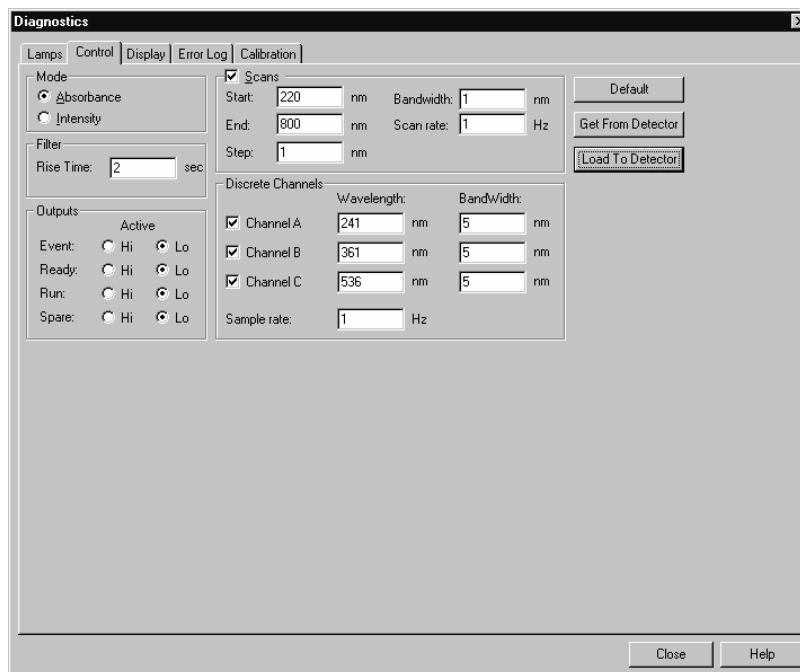 Diagnostics
Lamps Control Display Error Log Calibration
Mode
Absorbance
Intensity
Filter
Rise Time: 2 sec
Outputs
Active
Event: Hi Lo
Ready: Hi Lo
Run: Hi Lo
Spare: Hi Lo
Scans
Start: 220 nm Bandwidth: 1 nm
End: 800 nm Scan rate: 1 Hz
Step: 1 nm
Discrete Channels
Wavelength: BandWidth:
Channel A 241 nm 5 nm
Channel B 361 nm 5 nm
Channel C 536 nm 5 nm
Sample rate: 1 Hz
Default
Get From Detector
Load To Detector
Close Help